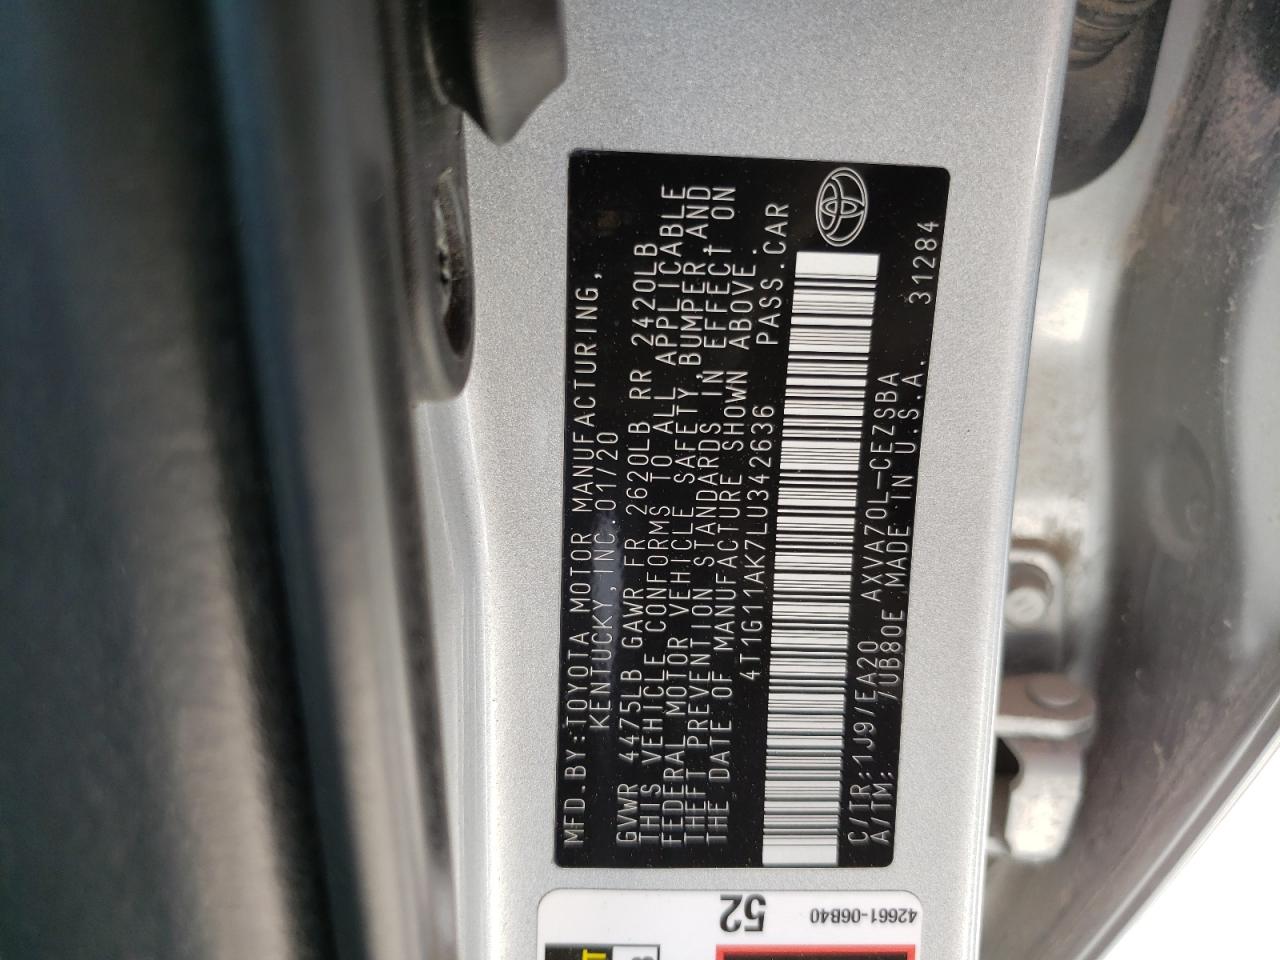 MFD.BY:TOYOTA MOTOR MANUFACTURING,
KENTUCKY,INC. 01/20
GVWR 4475LB GAWR FR 2620LB RR 2420LB
THIS VEHICLE CONFORMS TO ALL APPLICABLE
FEDERAL MOTOR VEHICLE SAFETY,BUMPER,AND
THEFT PREVENTION STANDARDS IN EFFECT ON
THE DATE OF MANUFACTURE SHOWN ABOVE.
4T1G11AK7LU342636 PASS.CAR
C/TR:1J9/EA20 AXVA70L-CEZSBA 31284
A/TM: /UB80E MADE IN U.S.A.
52
42661-06B40